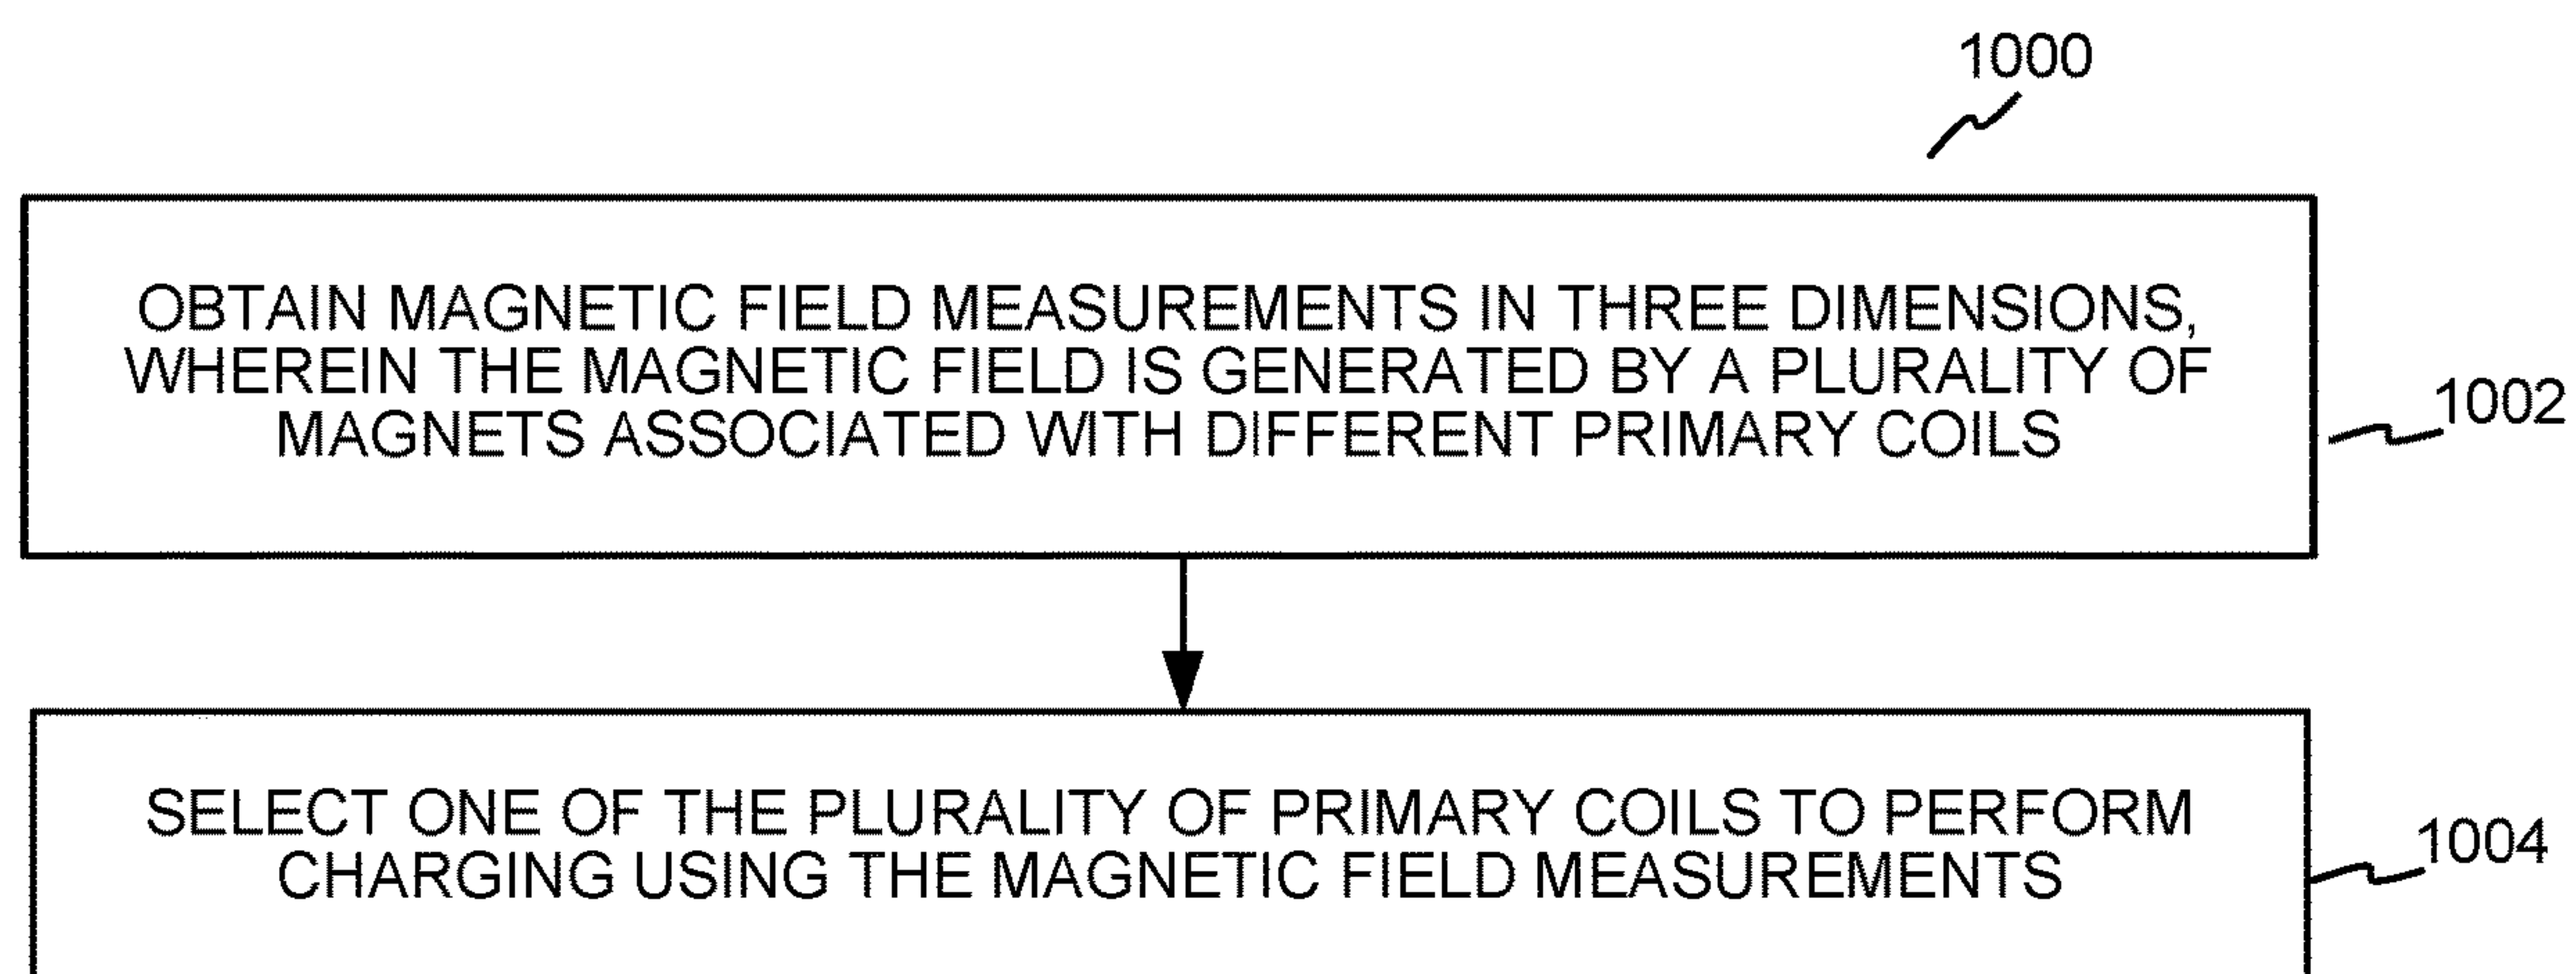 1000
OBTAIN MAGNETIC FIELD MEASUREMENTS IN THREE DIMENSIONS,
WHEREIN THE MAGNETIC FIELD IS GENERATED BY A PLURALITY OF
MAGNETS ASSOCIATED WITH DIFFERENT PRIMARY COILS
1002
SELECT ONE OF THE PLURALITY OF PRIMARY COILS TO PERFORM
CHARGING USING THE MAGNETIC FIELD MEASUREMENTS
1004